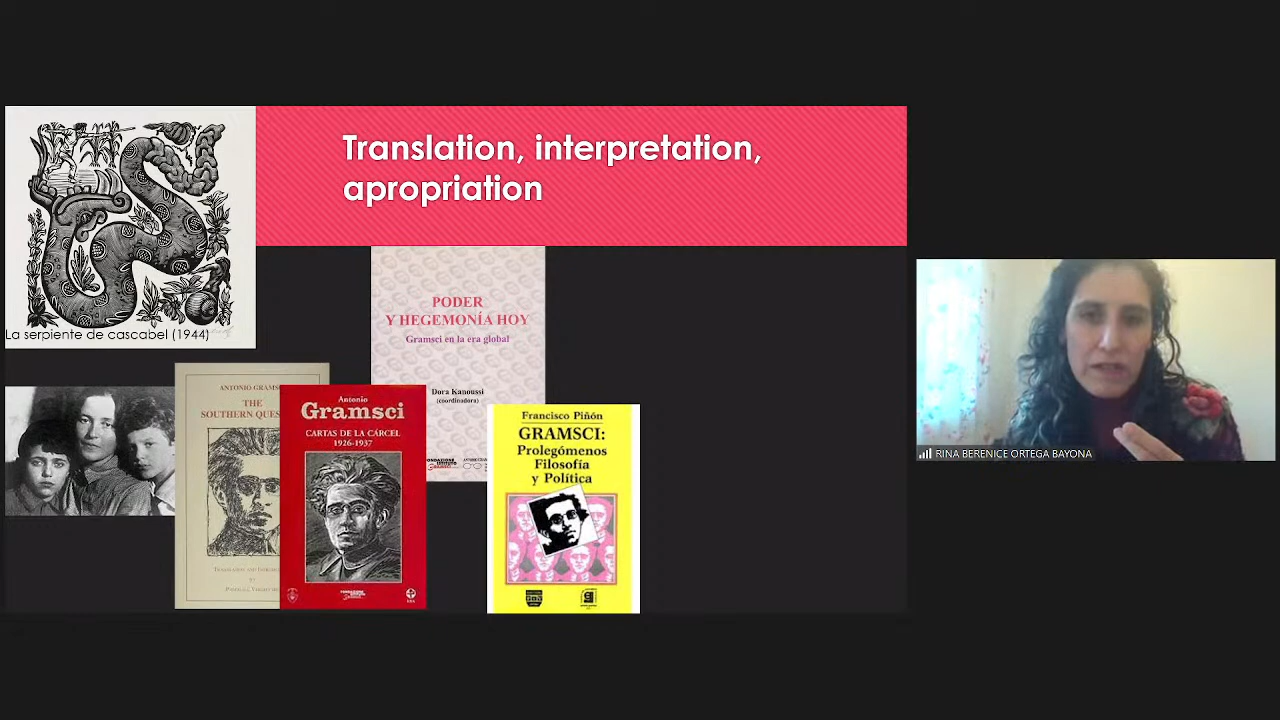 Translation, interpretation,
apropriation
La serpiente de cascabel (1944)
PODER
Y HEGEMONÍA HOY
Gramsci en la era global
Dora Kanoussi
(coordinadora)
ANTONIO GRAMS
THE
SOUTHERN QUES
Antonio
Gramsci
CARTAS DE LA CÁRCEL
1926-1937
Francisco Piñón
GRAMSCI:
Prolegómenos
Filosofía
y Política
RINA BERENICE ORTEGA BAYONA